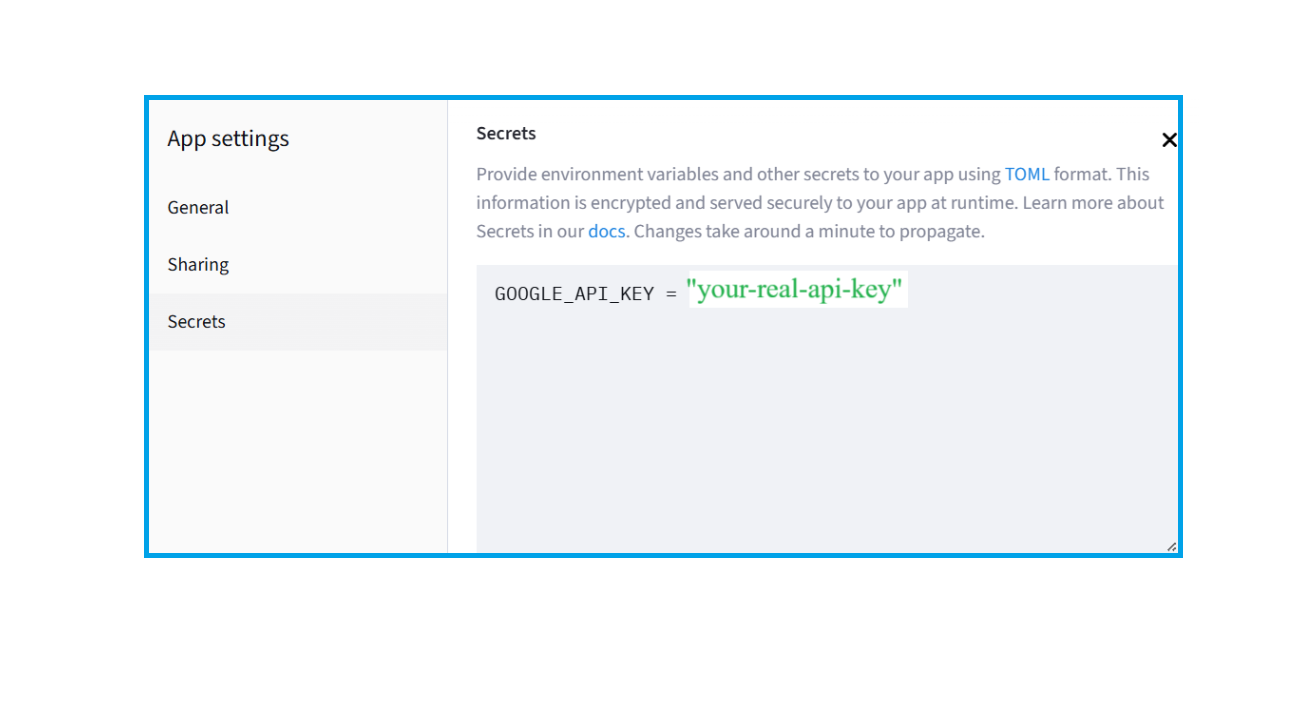 App settings
General
Sharing
Secrets
Secrets
Provide environment variables and other secrets to your app using TOML format. This
information is encrypted and served securely to your app at runtime. Learn more about
Secrets in our docs. Changes take around a minute to propagate.
GOOGLE_API_KEY = "your-real-api-key"